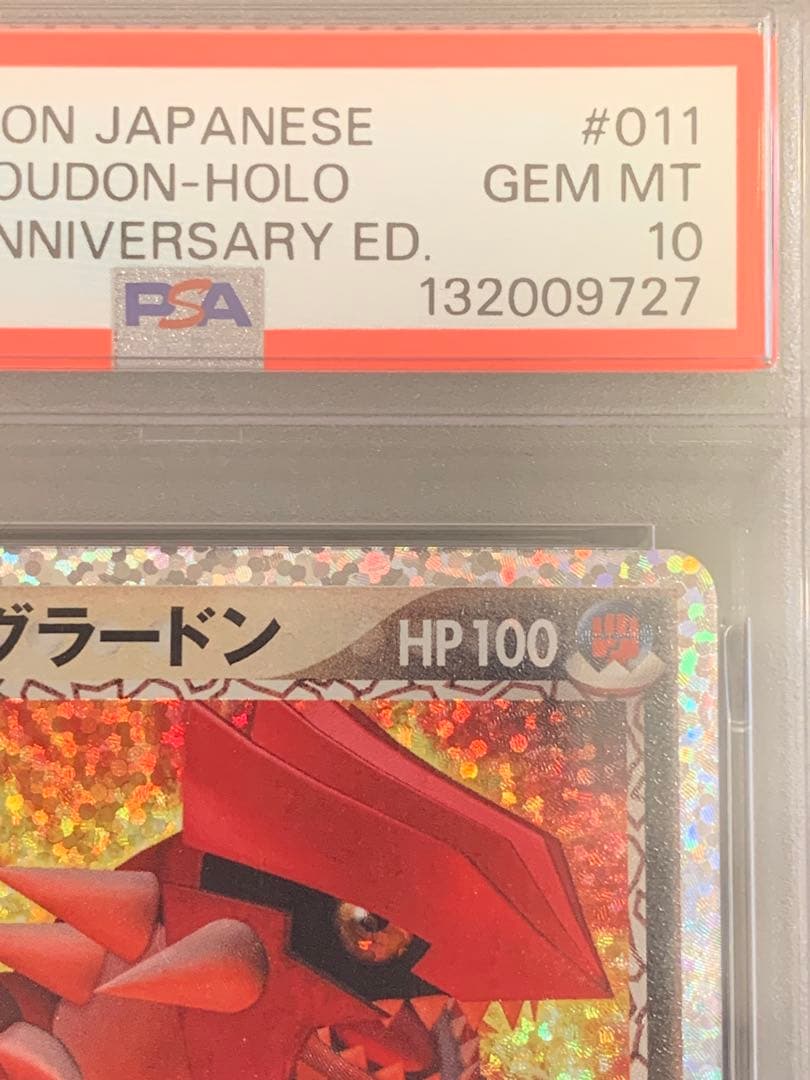 ON JAPANESE #011
OUDON-HOLO GEM MT
NNIVERSARY ED. 10
PSA 132009727
グラードン HP100